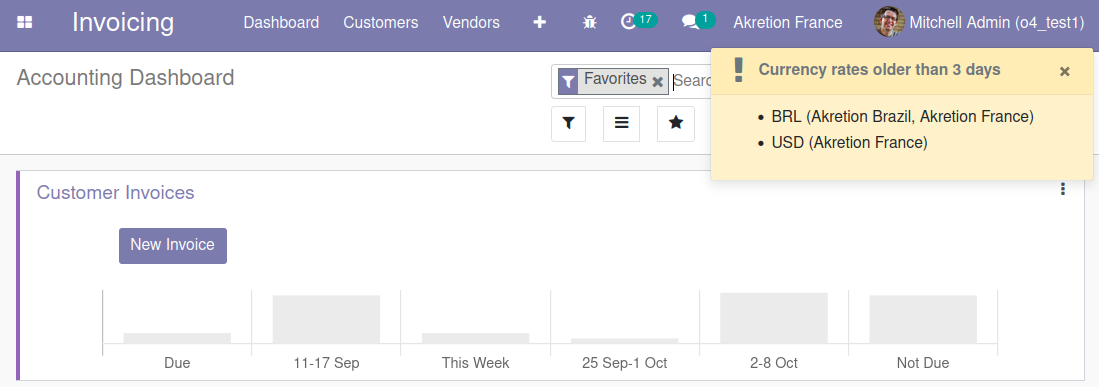 Invoicing Dashboard Customers Vendors 17 1 Akretion France Mitchell Admin (o4_test1)
Accounting Dashboard
Favorites Searc
Currency rates older than 3 days
BRL (Akretion Brazil, Akretion France)
USD (Akretion France)
Customer Invoices
New Invoice
Due 11-17 Sep This Week 25 Sep-1 Oct 2-8 Oct Not Due